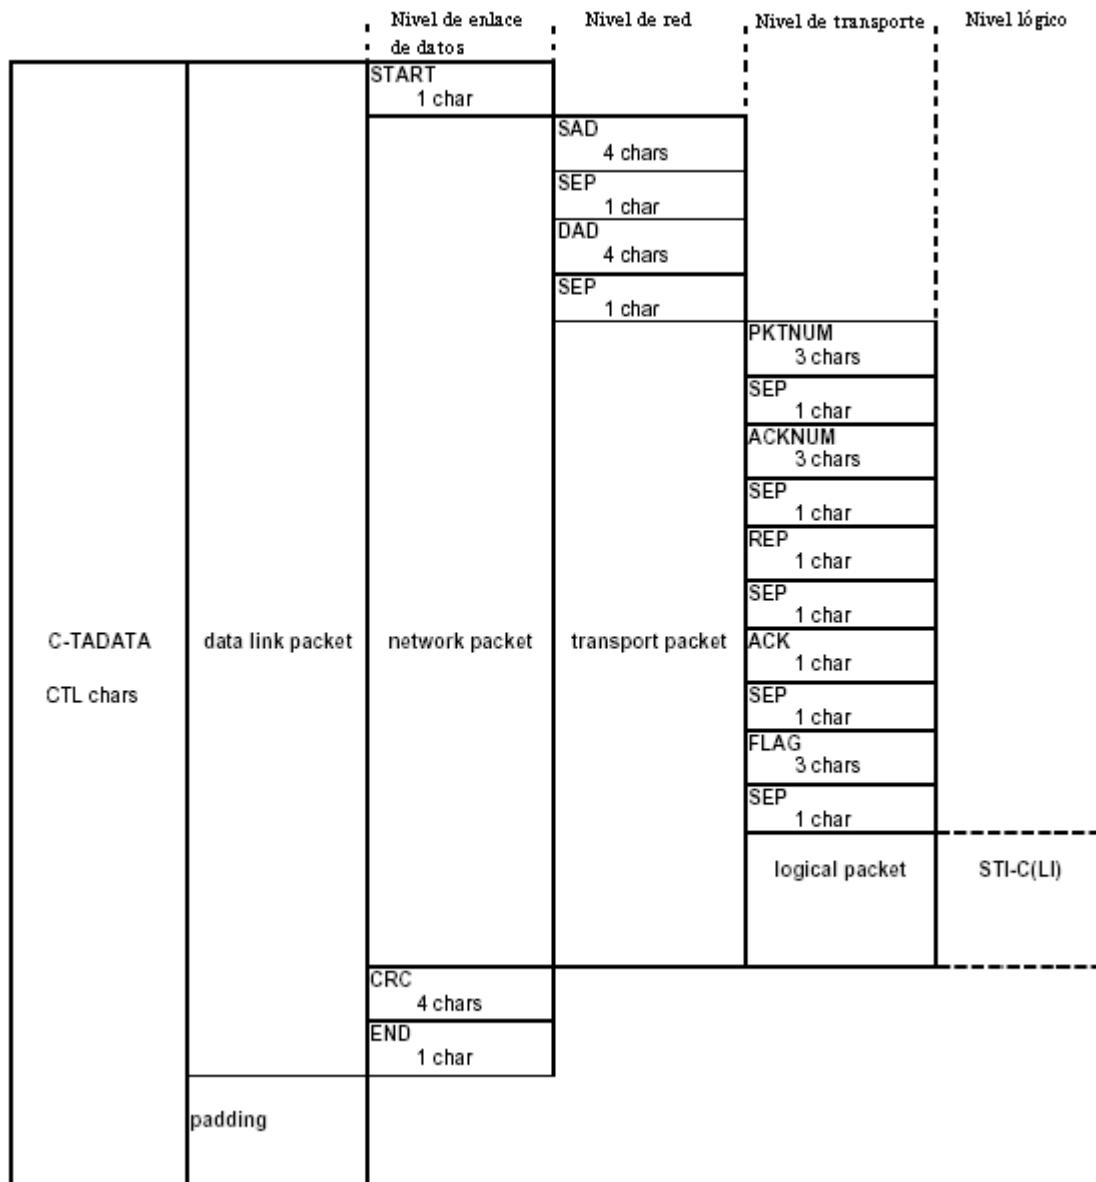 Nivel de enlace
de datos
Nivel de red
Nivel de transporte
Nivel lógico
START
1 char
SAD
4 chars
SEP
1 char
DAD
4 chars
SEP
1 char
PKTNUM
3 chars
SEP
1 char
ACKNUM
3 chars
SEP
1 char
REP
1 char
SEP
1 char
C-TADATA
CTL chars
data link packet
network packet
transport packet
ACK
1 char
SEP
1 char
FLAG
3 chars
SEP
1 char
logical packet
STI-C(LI)
CRC
4 chars
END
1 char
padding